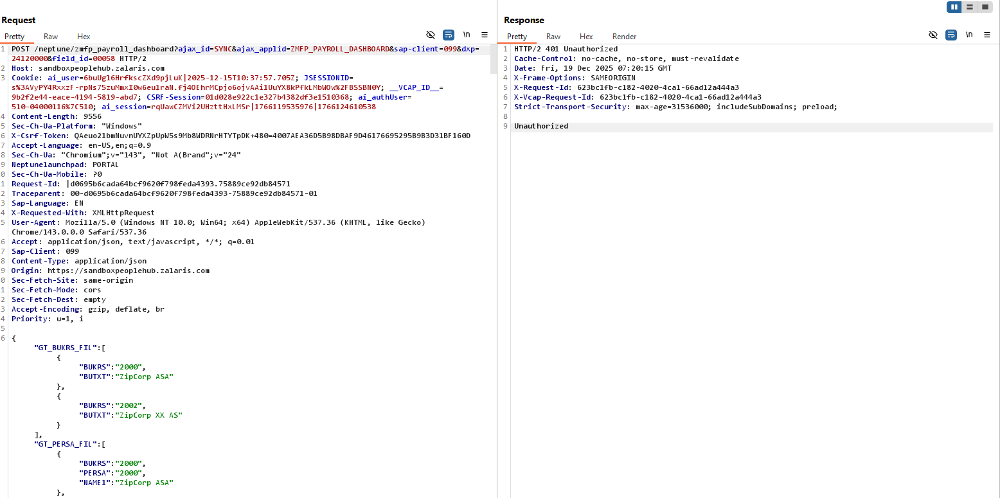 Request
Pretty Raw Hex \n
1 POST /neptune/zmfp_payroll_dashboard?ajax_id=SYNC&ajax_applid=ZMFP_PAYROLL_DASHBOARD&sap-client=099&dxp=
24120000&field_id=00058 HTTP/2
2 Host: sandboxpeoplehub.zalaris.com
3 Cookie: ai_user=6buUgl6HrfkscZXd9pjLuK|2025-12-15T10:37:57.705Z; JSESSIONID=
s%3AVyPY4RxxzF-rpNs75zuMmxI0w6eulraN.fj4OEhrMCpjo6ojvAAi1UuYX8kPfkLMbWOw%2FBSSBN0Y; __VCAP_ID__=
9b2f2e44-eace-4194-5819-abd7; CSRF-Session=01d028e922c1e327b4382df3e1510368; ai_authUser=
510-04000116%7C510; ai_session=rqUawCZMVi2UHzttHxLMSr|1766119535976|1766124610538
4 Content-Length: 9556
5 Sec-Ch-Ua-Platform: "Windows"
6 X-Csrf-Token: QAeuo2lbmNuvnUYXZpUpW5s9Mb8WDRNrHTYTpDK+480=4007AEA36D5B98DBAF9D46176695295B9B3D31BF160D
7 Accept-Language: en-US,en;q=0.9
8 Sec-Ch-Ua: "Chromium";v="143", "Not A(Brand";v="24"
9 Neptunelaunchpad: PORTAL
0 Sec-Ch-Ua-Mobile: ?0
1 Request-Id: |d0695b6cada64bcf9620f798feda4393.75889ce92db84571
2 Traceparent: 00-d0695b6cada64bcf9620f798feda4393-75889ce92db84571-01
3 Sap-Language: EN
4 X-Requested-With: XMLHttpRequest
5 User-Agent: Mozilla/5.0 (Windows NT 10.0; Win64; x64) AppleWebKit/537.36 (KHTML, like Gecko)
Chrome/143.0.0.0 Safari/537.36
6 Accept: application/json, text/javascript, */*; q=0.01
7 Sap-Client: 099
8 Content-Type: application/json
9 Origin: https://sandboxpeoplehub.zalaris.com
0 Sec-Fetch-Site: same-origin
1 Sec-Fetch-Mode: cors
2 Sec-Fetch-Dest: empty
3 Accept-Encoding: gzip, deflate, br
4 Priority: u=1, i
5
6 {
"GT_BUKRS_FIL":[
{
"BUKRS":"2000",
"BUTXT":"ZipCorp ASA"
},
{
"BUKRS":"2002",
"BUTXT":"ZipCorp XX AS"
}
],
"GT_PERSA_FIL":[
{
"BUKRS":"2000",
"PERSA":"2000",
"NAME1":"ZipCorp ASA"
},
Response
Pretty Raw Hex Render \n
1 HTTP/2 401 Unauthorized
2 Cache-Control: no-cache, no-store, must-revalidate
3 Date: Fri, 19 Dec 2025 07:20:15 GMT
4 X-Frame-Options: SAMEORIGIN
5 X-Request-Id: 623bc1fb-c182-4020-4ca1-66ad12a444a3
6 X-Vcap-Request-Id: 623bc1fb-c182-4020-4ca1-66ad12a444a3
7 Strict-Transport-Security: max-age=31536000; includeSubDomains; preload;
8
9 Unauthorized